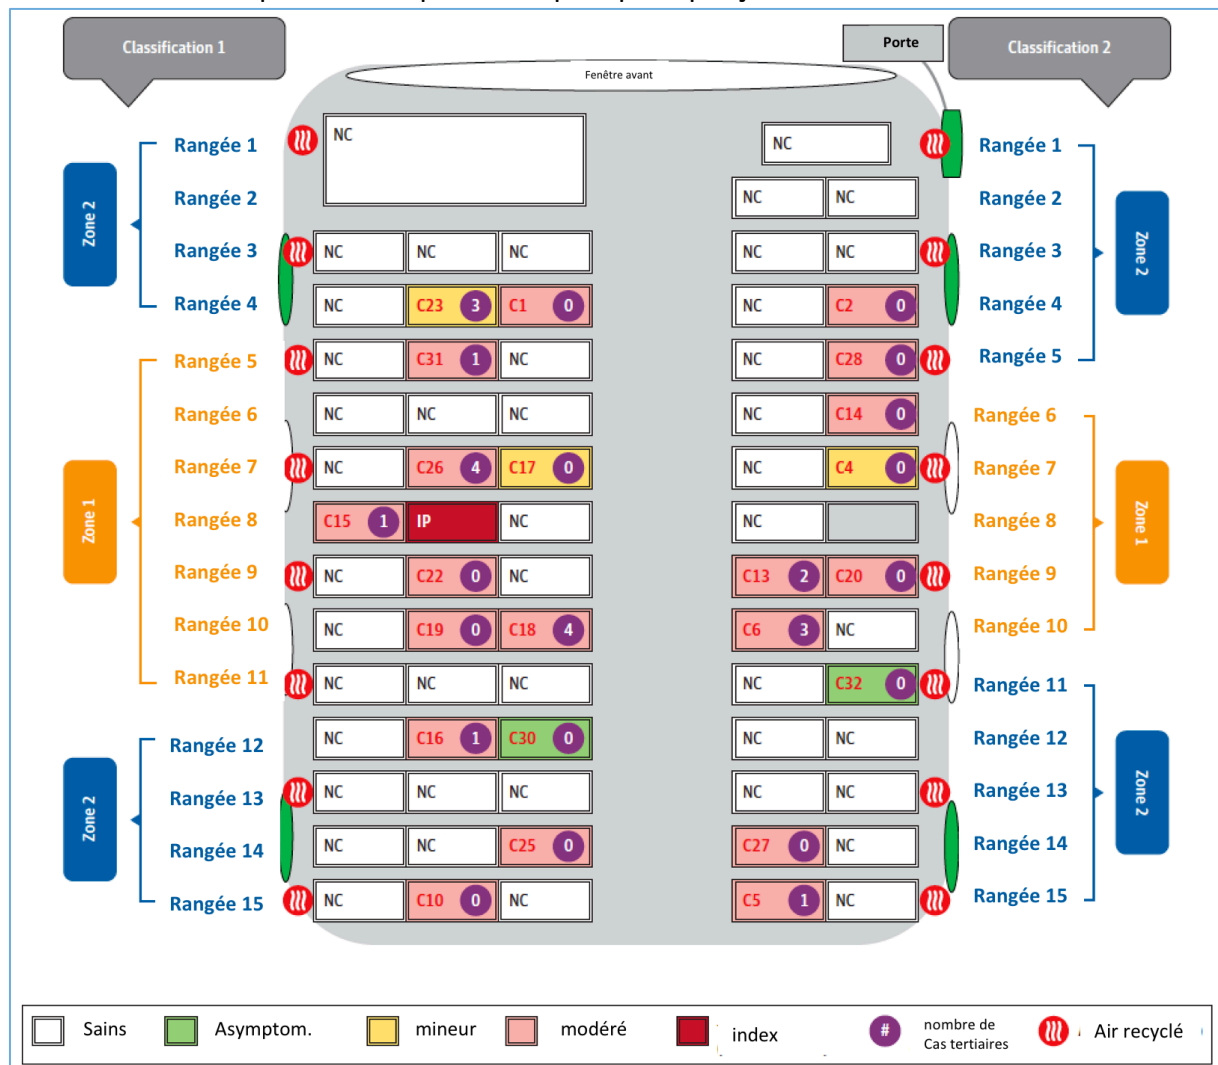 Classification 1
Porte
Classification 2
Fenêtre avant
Rangée 1
NC
NC
Rangée 1
Rangée 2
NC
NC
Rangée 2
Zone 2
Rangée 3
NC
NC
NC
NC
NC
Rangée 3
Zone 2
Rangée 4
NC
C23 3
C1 0
NC
C2 0
Rangée 4
Rangée 5
NC
C31 1
NC
NC
C28 0
Rangée 5
Rangée 6
NC
NC
NC
NC
C14 0
Rangée 6
Rangée 7
NC
C26 4
C17 0
NC
C4 0
Rangée 7
Zone 1
Rangée 8
C15 1
IP
NC
NC
Rangée 8
Zone 1
Rangée 9
NC
C22 0
NC
C13 2
C20 0
Rangée 9
Rangée 10
NC
C19 0
C18 4
C6 3
NC
Rangée 10
Rangée 11
NC
NC
NC
NC
C32 0
Rangée 11
Rangée 12
NC
C16 1
C30 0
NC
NC
Rangée 12
Zone 2
Rangée 13
NC
NC
NC
NC
NC
Rangée 13
Zone 2
Rangée 14
NC
NC
C25 0
C27 0
NC
Rangée 14
Rangée 15
NC
C10 0
NC
C5 1
NC
Rangée 15
Sains
Asymptom.
mineur
modéré
index
#
nombre de
Cas tertiaires
Air recyclé